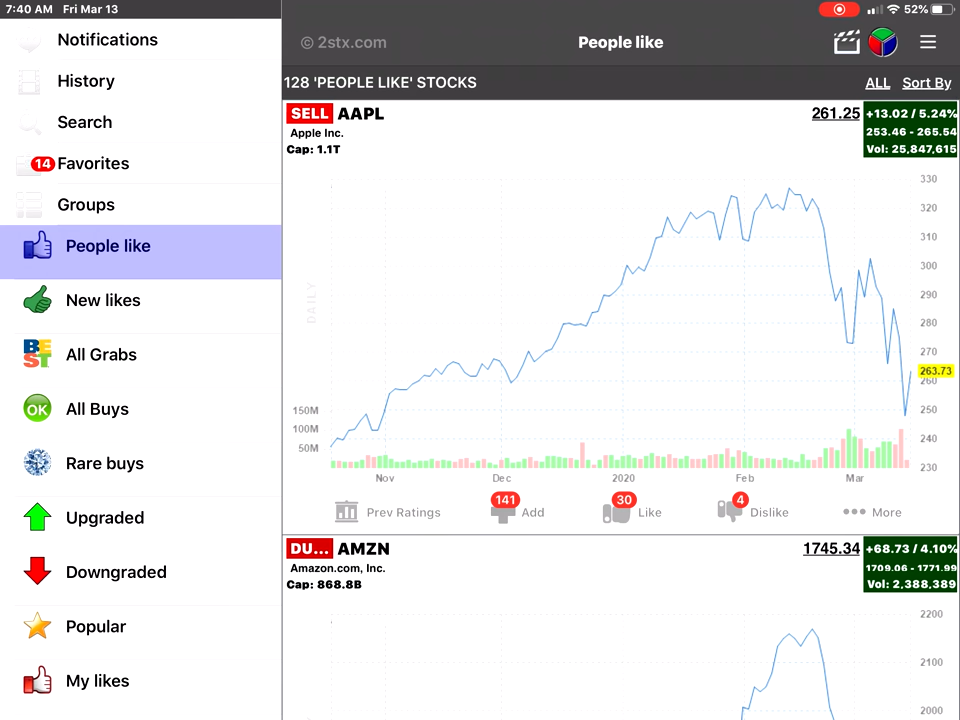 7:40 AM Fri Mar 13
52%
Notifications
History
Search
14 Favorites
Groups
People like
New likes
BEST All Grabs
OK All Buys
Rare buys
Upgraded
Downgraded
Popular
My likes
© 2stx.com
People like
128 'PEOPLE LIKE' STOCKS
ALL Sort By
SELL AAPL
261.25
+13.02 / 5.24%
Apple Inc.
253.46 - 265.54
Cap: 1.1T
Vol: 25,847,615
330
320
310
300
290
280
270
263.73
260
250
240
230
DAILY
150M
100M
50M
Nov Dec 2020 Feb Mar
Prev Ratings
141 Add
30 Like
4 Dislike
More
DU... AMZN
1745.34
+68.73 / 4.10%
Amazon.com, Inc.
1709.06 - 1771.99
Cap: 868.8B
Vol: 2,388,389
2200
2100
2000